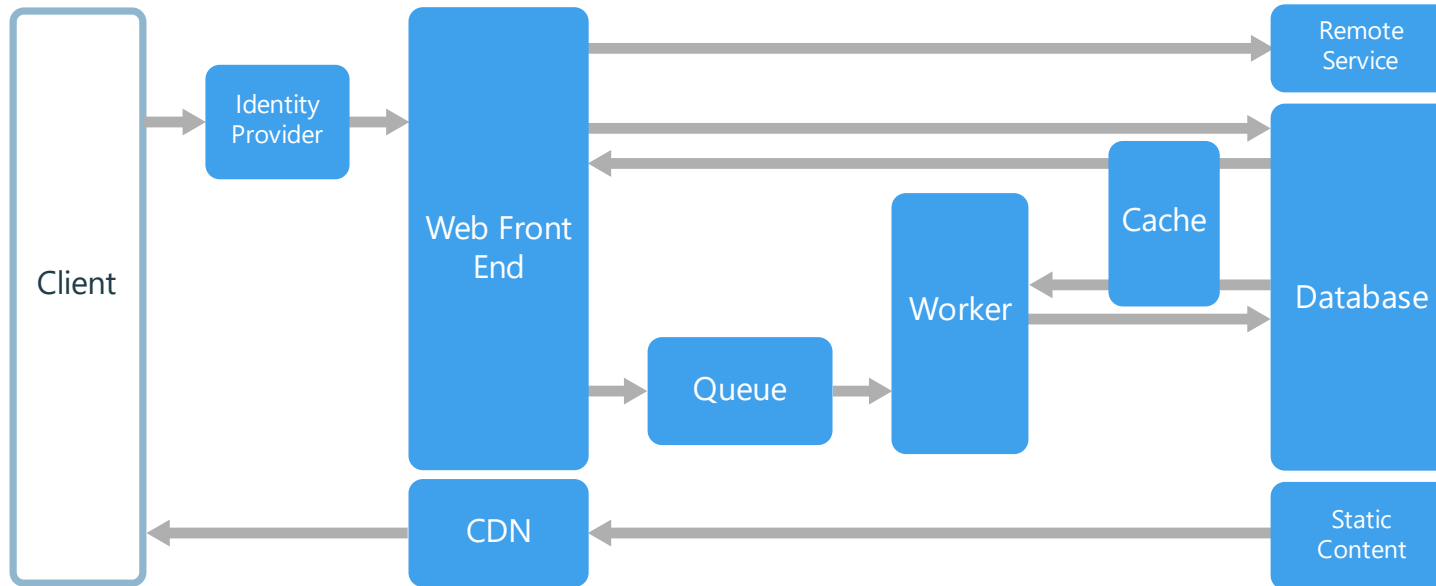 Client
Identity
Provider
Web Front
End
CDN
Queue
Worker
Cache
Remote
Service
Database
Static
Content